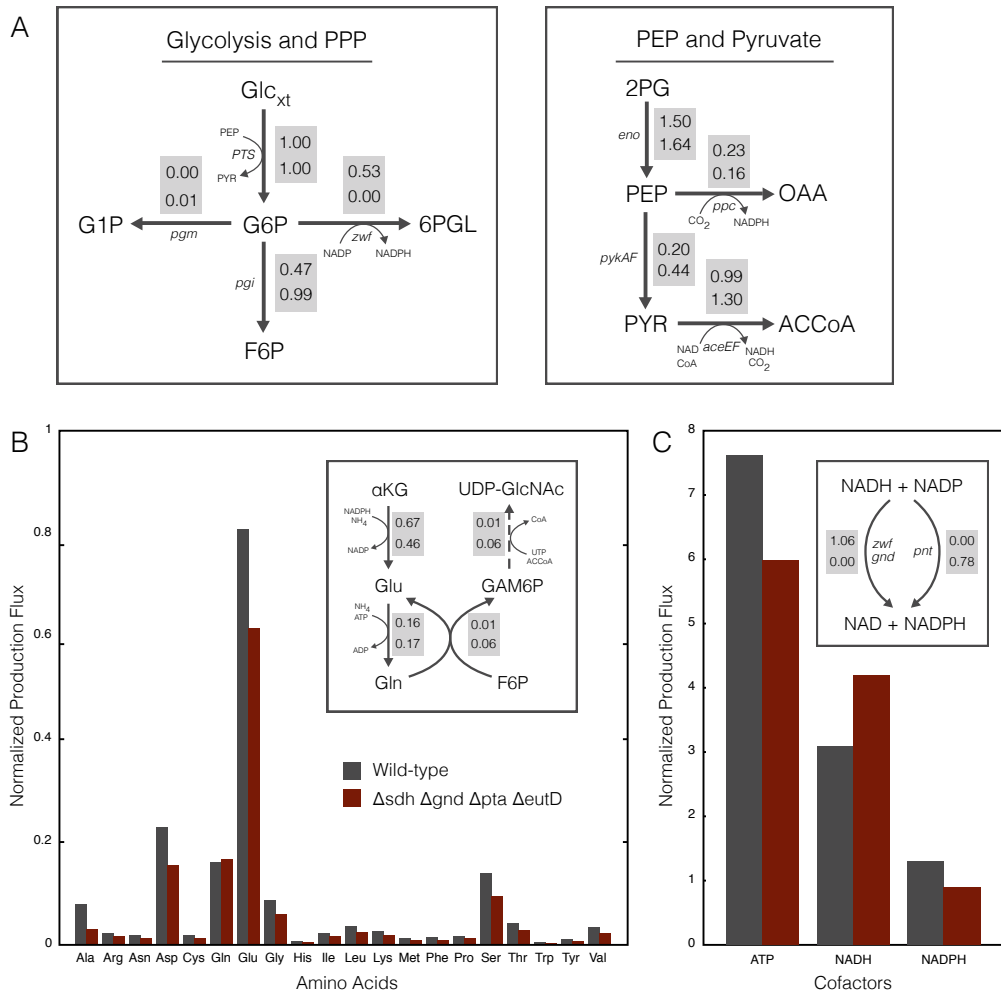 A
Glycolysis and PPP
Glcxt
PEP
PTS
PYR
1.00
1.00
0.00
0.01
0.53
0.00
G1P
G6P
6PGL
pgm
zwf
NADP
NADPH
pgi
0.47
0.99
F6P
PEP and Pyruvate
2PG
eno
1.50
1.64
0.23
0.16
PEP
OAA
CO2
ppc
NADPH
pykAF
0.20
0.44
0.99
1.30
PYR
ACCoA
NAD
CoA
aceEF
NADH
CO2
B
Normalized Production Flux
1
0.8
0.6
0.4
0.2
0
αKG
UDP-GlcNAc
NADPH
NH4
NADP
0.67
0.46
0.01
0.06
CoA
UTP
ACCoA
Glu
GAM6P
NH4
ATP
ADP
0.16
0.17
0.01
0.06
Gln
F6P
Wild-type
Δsdh Δgnd Δpta ΔeutD
Ala Arg Asn Asp Cys Gln Glu Gly His Ile Leu Lys Met Phe Pro Ser Thr Trp Tyr Val
Amino Acids
C
Normalized Production Flux
8
7
6
5
4
3
2
1
0
NADH + NADP
1.06
0.00
zwf
gnd
pnt
0.00
0.78
NAD + NADPH
ATP NADH NADPH
Cofactors